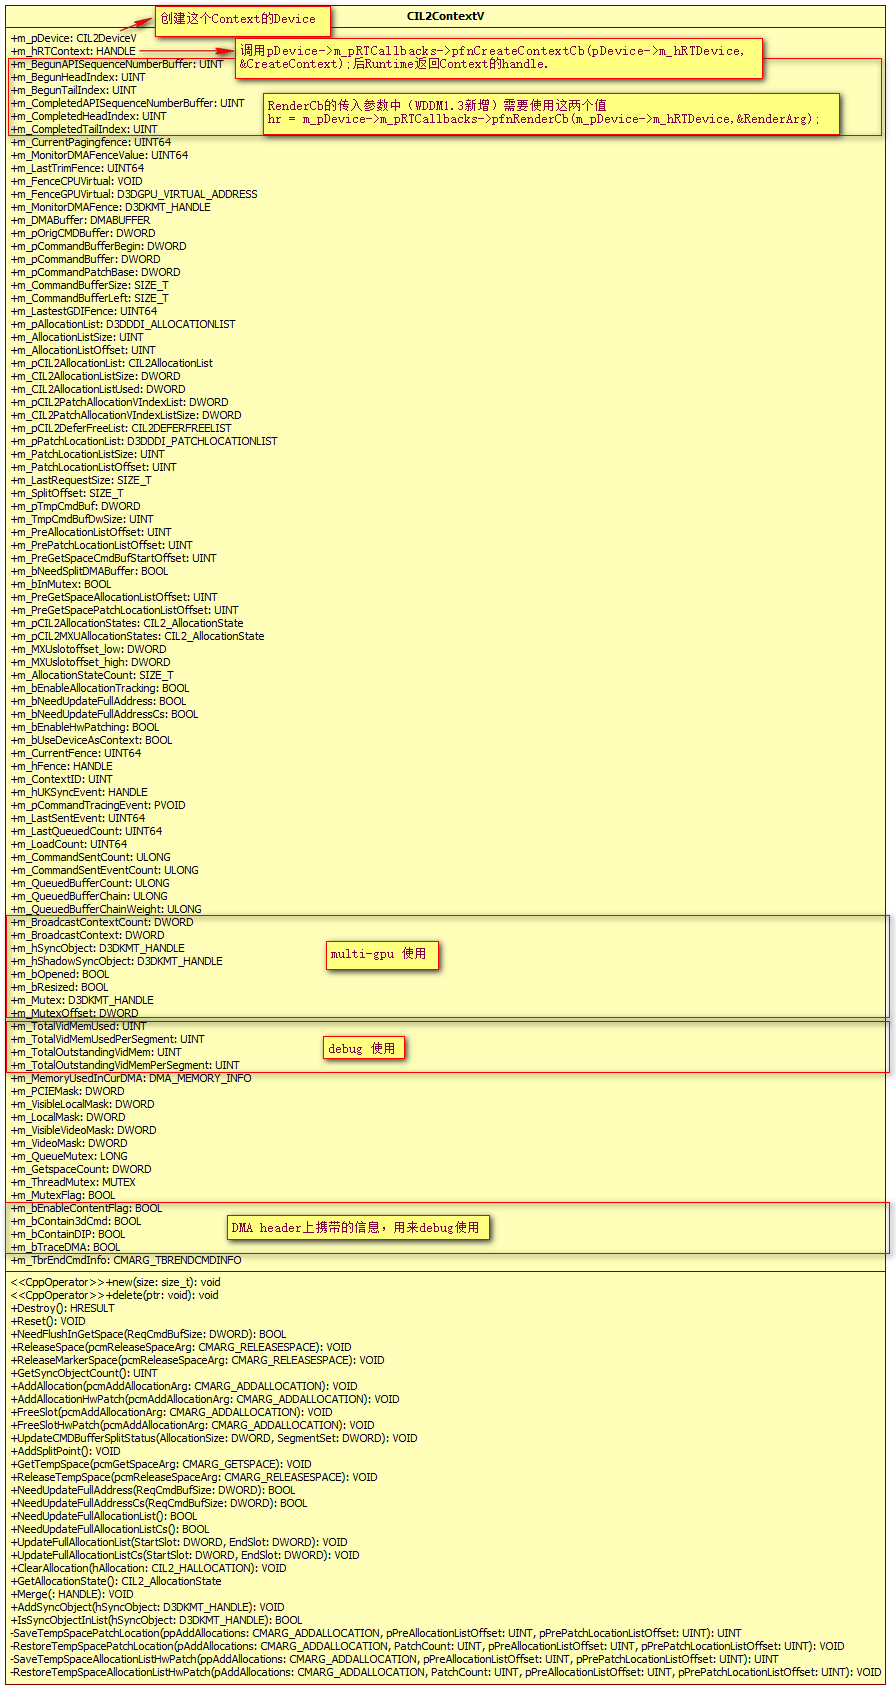 CIL2ContextV
创建这个Context的Device
+m_pDevice: CIL2DeviceV
+m_hRTContext: HANDLE
调用pDevice->m_pRTCallbacks->pfnCreateContextCb(pDevice->m_hRTDevice,
&CreateContext);后Runtime返回Context的handle.
+m_BegunAPISequenceNumberBuffer: UINT
+m_BegunHeadIndex: UINT
+m_BegunTailIndex: UINT
+m_CompletedAPISequenceNumberBuffer: UINT
+m_CompletedHeadIndex: UINT
+m_CompletedTailIndex: UINT
RenderCb的传入参数中（WDDM1.3新增）需要使用这两个值
hr = m_pDevice->m_pRTCallbacks->pfnRenderCb(m_pDevice->m_hRTDevice,&RenderArg);
+m_CurrentPagingfence: UINT64
+m_MonitorDMAFenceValue: UINT64
+m_LastTrimFence: UINT64
+m_FenceCPUVirtual: VOID
+m_FenceGPUVirtual: D3DGPU_VIRTUAL_ADDRESS
+m_MonitorDMAFence: D3DKMT_HANDLE
+m_DMABuffer: DMABUFFER
+m_pOrigCMDBuffer: DWORD
+m_pCommandBufferBegin: DWORD
+m_pCommandBuffer: DWORD
+m_pCommandPatchBase: DWORD
+m_CommandBufferSize: SIZE_T
+m_CommandBufferLeft: SIZE_T
+m_LastestGDIFence: UINT64
+m_pAllocationList: D3DDDI_ALLOCATIONLIST
+m_AllocationListSize: UINT
+m_AllocationListOffset: UINT
+m_pCIL2AllocationList: CIL2AllocationList
+m_CIL2AllocationListSize: DWORD
+m_CIL2AllocationListUsed: DWORD
+m_pCIL2PatchAllocationVIndexList: DWORD
+m_CIL2PatchAllocationVIndexListSize: DWORD
+m_pCIL2DeferFreeList: CIL2DEFERFREELIST
+m_pPatchLocationList: D3DDDI_PATCHLOCATIONLIST
+m_PatchLocationListSize: UINT
+m_PatchLocationListOffset: UINT
+m_LastRequestSize: SIZE_T
+m_SplitOffset: SIZE_T
+m_pTmpCmdBuf: DWORD
+m_TmpCmdBufDwSize: UINT
+m_PreAllocationListOffset: UINT
+m_PrePatchLocationListOffset: UINT
+m_PreGetSpaceCmdBufStartOffset: UINT
+m_bNeedSplitDMABuffer: BOOL
+m_bInMutex: BOOL
+m_PreGetSpaceAllocationListOffset: UINT
+m_PreGetSpacePatchLocationListOffset: UINT
+m_pCIL2AllocationStates: CIL2_AllocationState
+m_pCIL2MXUAllocationStates: CIL2_AllocationState
+m_MXUslotoffset_low: DWORD
+m_MXUslotoffset_high: DWORD
+m_AllocationStateCount: SIZE_T
+m_bEnableAllocationTracking: BOOL
+m_bNeedUpdateFullAddress: BOOL
+m_bNeedUpdateFullAddressCs: BOOL
+m_bEnableHwPatching: BOOL
+m_bUseDeviceAsContext: BOOL
+m_CurrentFence: UINT64
+m_hFence: HANDLE
+m_ContextID: UINT
+m_hUKSyncEvent: HANDLE
+m_pCommandTracingEvent: PVOID
+m_LastSentEvent: UINT64
+m_LastQueuedCount: UINT64
+m_LoadCount: UINT64
+m_CommandSentCount: ULONG
+m_CommandSentEventCount: ULONG
+m_QueuedBufferCount: ULONG
+m_QueuedBufferChain: ULONG
+m_QueuedBufferChainWeight: ULONG
+m_BroadcastContextCount: DWORD
+m_BroadcastContext: DWORD
+m_hSyncObject: D3DKMT_HANDLE
+m_hShadowSyncObject: D3DKMT_HANDLE
+m_bOpened: BOOL
+m_bResized: BOOL
+m_Mutex: D3DKMT_HANDLE
+m_MutexOffset: DWORD
multi-gpu 使用
+m_TotalVidMemUsed: UINT
+m_TotalVidMemUsedPerSegment: UINT
+m_TotalOutstandingVidMem: UINT
+m_TotalOutstandingVidMemPerSegment: UINT
debug 使用
+m_MemoryUsedInCurDMA: DMA_MEMORY_INFO
+m_PCIEMask: DWORD
+m_VisibleLocalMask: DWORD
+m_LocalMask: DWORD
+m_VisibleVideoMask: DWORD
+m_VideoMask: DWORD
+m_QueueMutex: LONG
+m_GetspaceCount: DWORD
+m_ThreadMutex: MUTEX
+m_MutexFlag: BOOL
+m_bEnableContentFlag: BOOL
+m_bContain3dCmd: BOOL
+m_bContainDIP: BOOL
+m_bTraceDMA: BOOL
DMA header上携带的信息，用来debug使用
+m_TbrEndCmdInfo: CMARG_TBRENDCMDINFO
<<CppOperator>>+new(size: size_t): void
<<CppOperator>>+delete(ptr: void): void
+Destroy(): HRESULT
+Reset(): VOID
+NeedFlushInGetSpace(ReqCmdBufSize: DWORD): BOOL
+ReleaseSpace(pcmReleaseSpaceArg: CMARG_RELEASESPACE): VOID
+ReleaseMarkerSpace(pcmReleaseSpaceArg: CMARG_RELEASESPACE): VOID
+GetSyncObjectCount(): UINT
+AddAllocation(pcmAddAllocationArg: CMARG_ADDALLOCATION): VOID
+AddAllocationHwPatch(pcmAddAllocationArg: CMARG_ADDALLOCATION): VOID
+FreeSlot(pcmAddAllocationArg: CMARG_ADDALLOCATION): VOID
+FreeSlotHwPatch(pcmAddAllocationArg: CMARG_ADDALLOCATION): VOID
+UpdateCMDBufferSplitStatus(AllocationSize: DWORD, SegmentSet: DWORD): VOID
+AddSplitPoint(): VOID
+GetTempSpace(pcmGetSpaceArg: CMARG_GETSPACE): VOID
+ReleaseTempSpace(pcmReleaseSpaceArg: CMARG_RELEASESPACE): VOID
+NeedUpdateFullAddress(ReqCmdBufSize: DWORD): BOOL
+NeedUpdateFullAddressCs(ReqCmdBufSize: DWORD): BOOL
+NeedUpdateFullAllocationList(): BOOL
+NeedUpdateFullAllocationListCs(): BOOL
+UpdateFullAllocationList(StartSlot: DWORD, EndSlot: DWORD): VOID
+UpdateFullAllocationListCs(StartSlot: DWORD, EndSlot: DWORD): VOID
+ClearAllocation(hAllocation: CIL2_HALLOCATION): VOID
+GetAllocationState(): CIL2_AllocationState
+Merge(: HANDLE): VOID
+AddSyncObject(hSyncObject: D3DKMT_HANDLE): VOID
+IsSyncObjectInList(hSyncObject: D3DKMT_HANDLE): BOOL
-SaveTempSpacePatchLocation(ppAddAllocations: CMARG_ADDALLOCATION, pPreAllocationListOffset: UINT, pPrePatchLocationListOffset: UINT): UINT
-RestoreTempSpacePatchLocation(pAddAllocations: CMARG_ADDALLOCATION, PatchCount: UINT, pPreAllocationListOffset: UINT, pPrePatchLocationListOffset: UINT): VOID
-SaveTempSpaceAllocationListHwPatch(ppAddAllocations: CMARG_ADDALLOCATION, pPreAllocationListOffset: UINT, pPrePatchLocationListOffset: UINT): UINT
-RestoreTempSpaceAllocationListHwPatch(pAddAllocations: CMARG_ADDALLOCATION, PatchCount: UINT, pPreAllocationListOffset: UINT, pPrePatchLocationListOffset: UINT): VOID